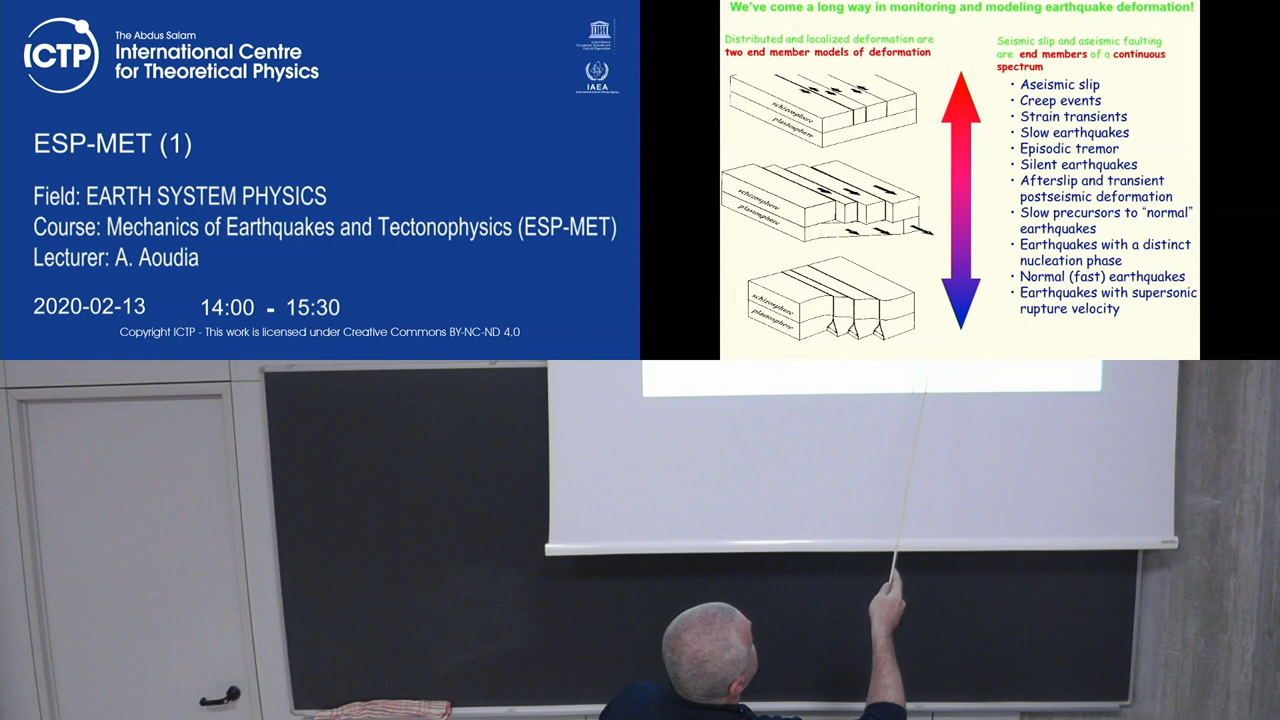 ICTP
The Abdus Salam
International Centre
for Theoretical Physics
IAEA
ESP-MET (1)
Field: EARTH SYSTEM PHYSICS
Course: Mechanics of Earthquakes and Tectonophysics (ESP-MET)
Lecturer: A. Aoudia
2020-02-13 14:00 - 15:30
Copyright ICTP - This work is licensed under Creative Commons BY-NC-ND 4.0
We've come a long way in monitoring and modeling earthquake deformation!
Distributed and localized deformation are
two end member models of deformation
schizosphere
plastosphere
schizosphere
plastosphere
schizosphere
plastosphere
Seismic slip and aseismic faulting
are end members of a continuous
spectrum
• Aseismic slip
• Creep events
• Strain transients
• Slow earthquakes
• Episodic tremor
• Silent earthquakes
• Afterslip and transient
postseismic deformation
• Slow precursors to “normal”
earthquakes
• Earthquakes with a distinct
nucleation phase
• Normal (fast) earthquakes
• Earthquakes with supersonic
rupture velocity